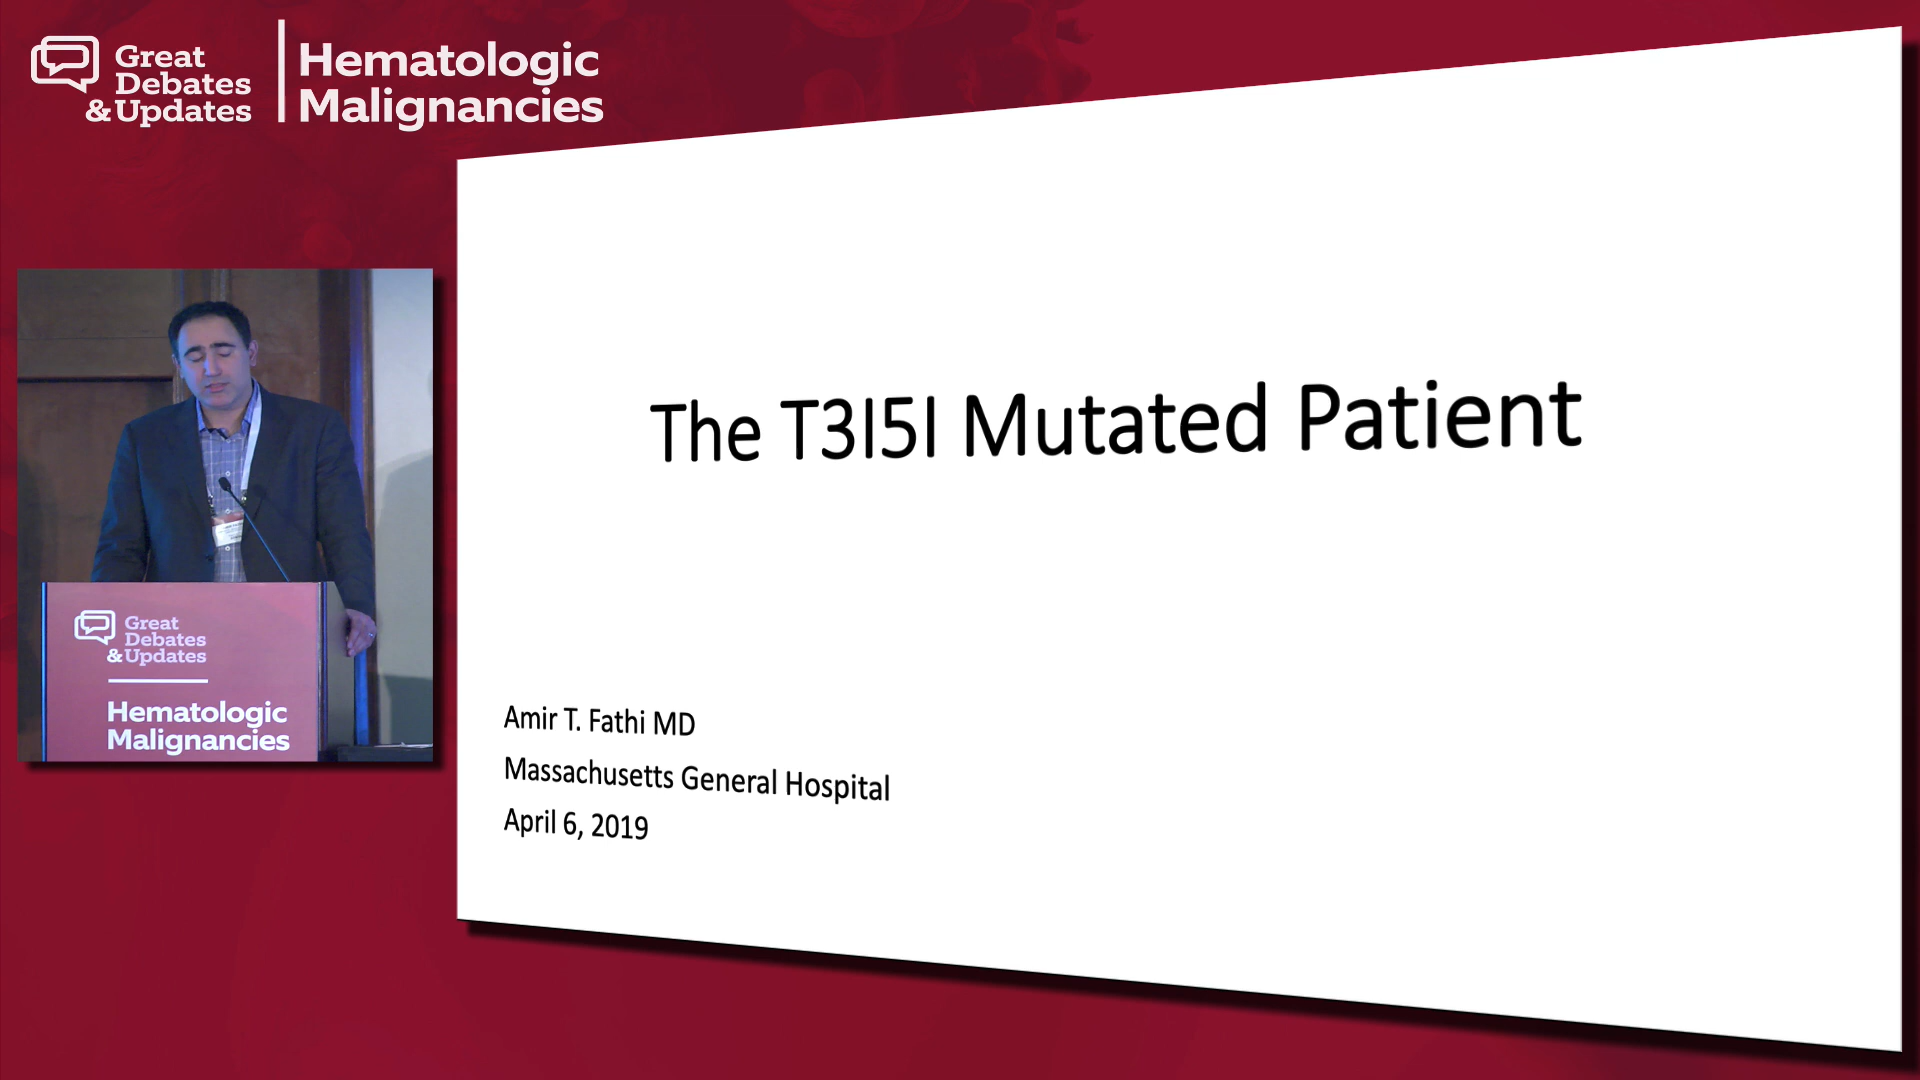 Great
Debates
& Updates
Hematologic
Malignancies
The T3I5I Mutated Patient
Amir T. Fathi MD
Massachusetts General Hospital
April 6, 2019
Great
Debates
& Updates
Hematologic
Malignancies